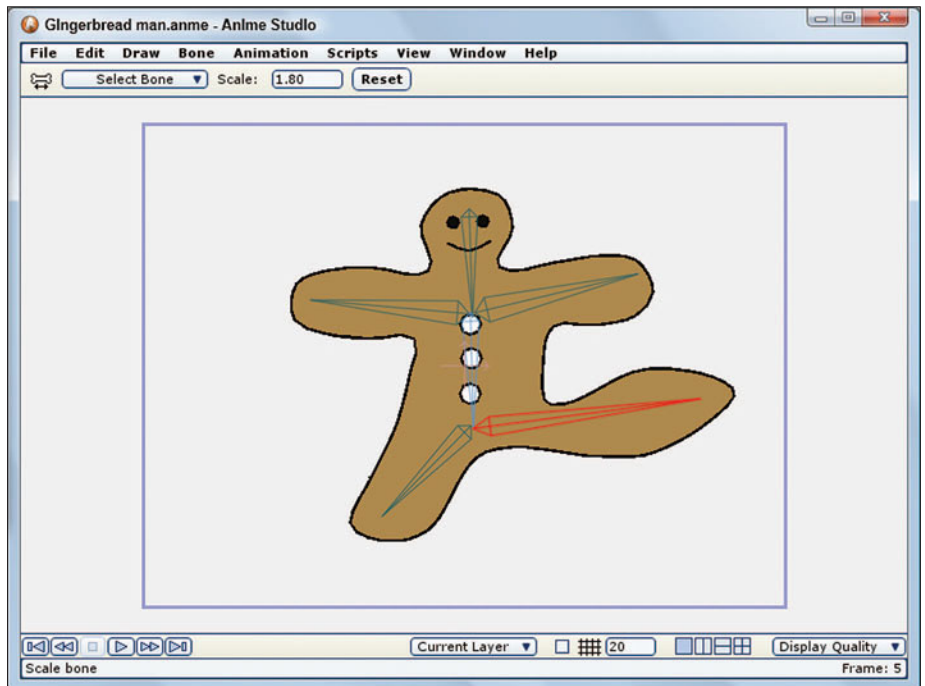 GIngerbread man.anme - AnIme StudIo
File Edit Draw Bone Animation Scripts View Window Help
Select Bone Scale: 1.80 Reset
Current Layer 20 Display Quality
Scale bone Frame: 5